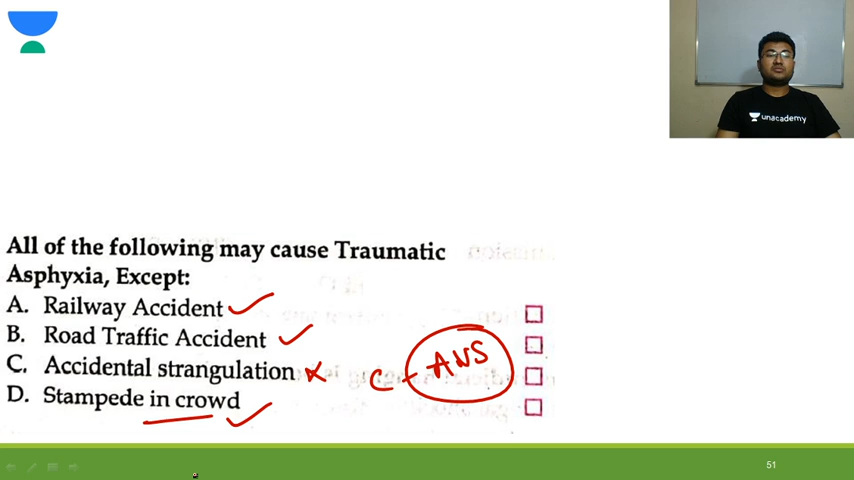 unacademy
All of the following may cause Traumatic
Asphyxia, Except:
A. Railway Accident
B. Road Traffic Accident
C. Accidental strangulation
C - ANS
D. Stampede in crowd
51